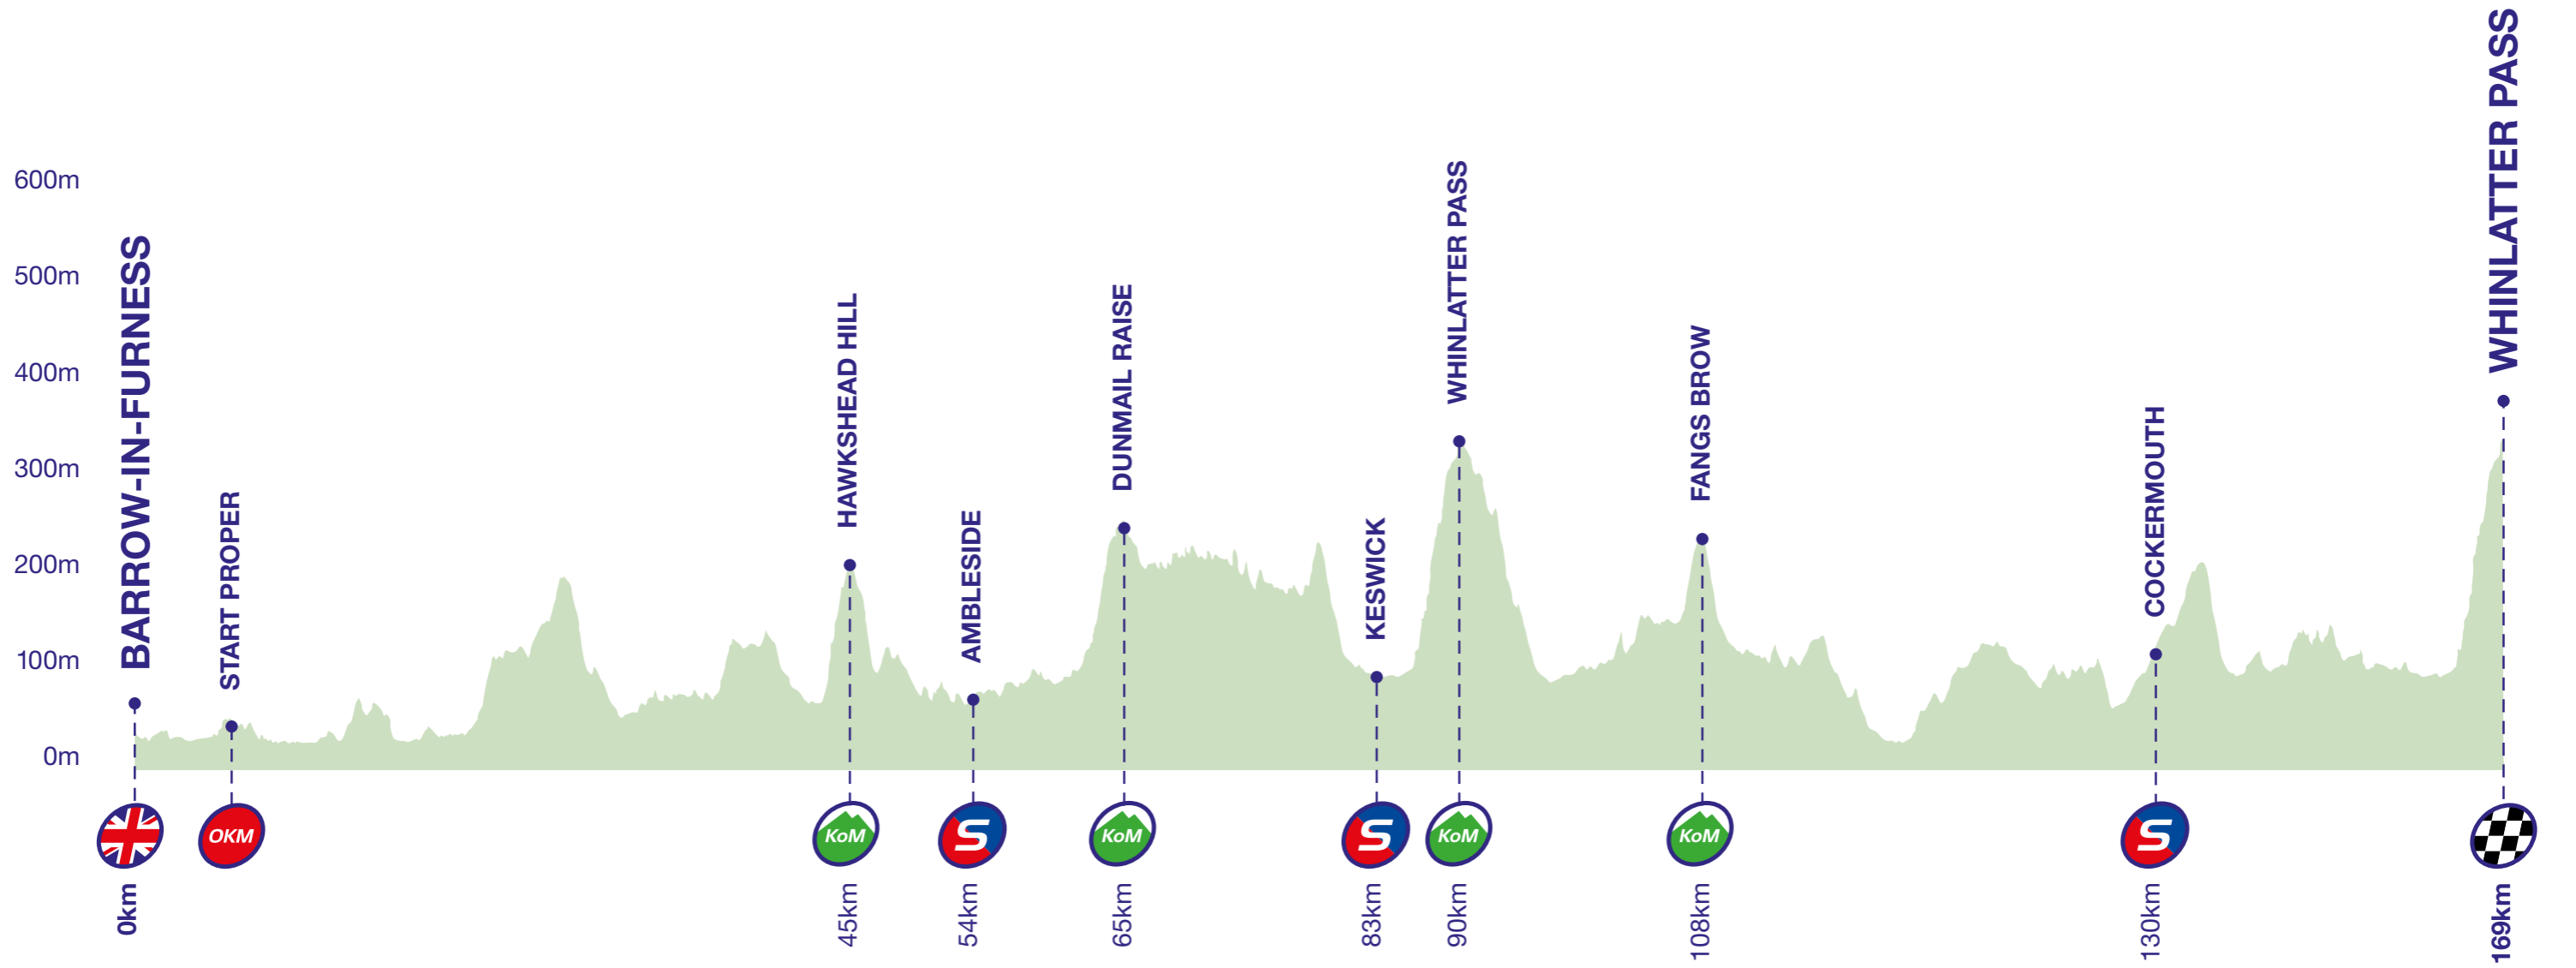 600m
500m
400m
300m
200m
100m
0m
BARROW-IN-FURNESS
START PROPER
HAWKSHEAD HILL
AMBLESIDE
DUNMAIL RAISE
KESWICK
WHINLATTER PASS
FANGS BROW
COCKERMOUTH
WHINLATTER PASS
OKM
KoM
S
KoM
S
KoM
KoM
S
0km
45km
54km
65km
83km
90km
108km
130km
169km